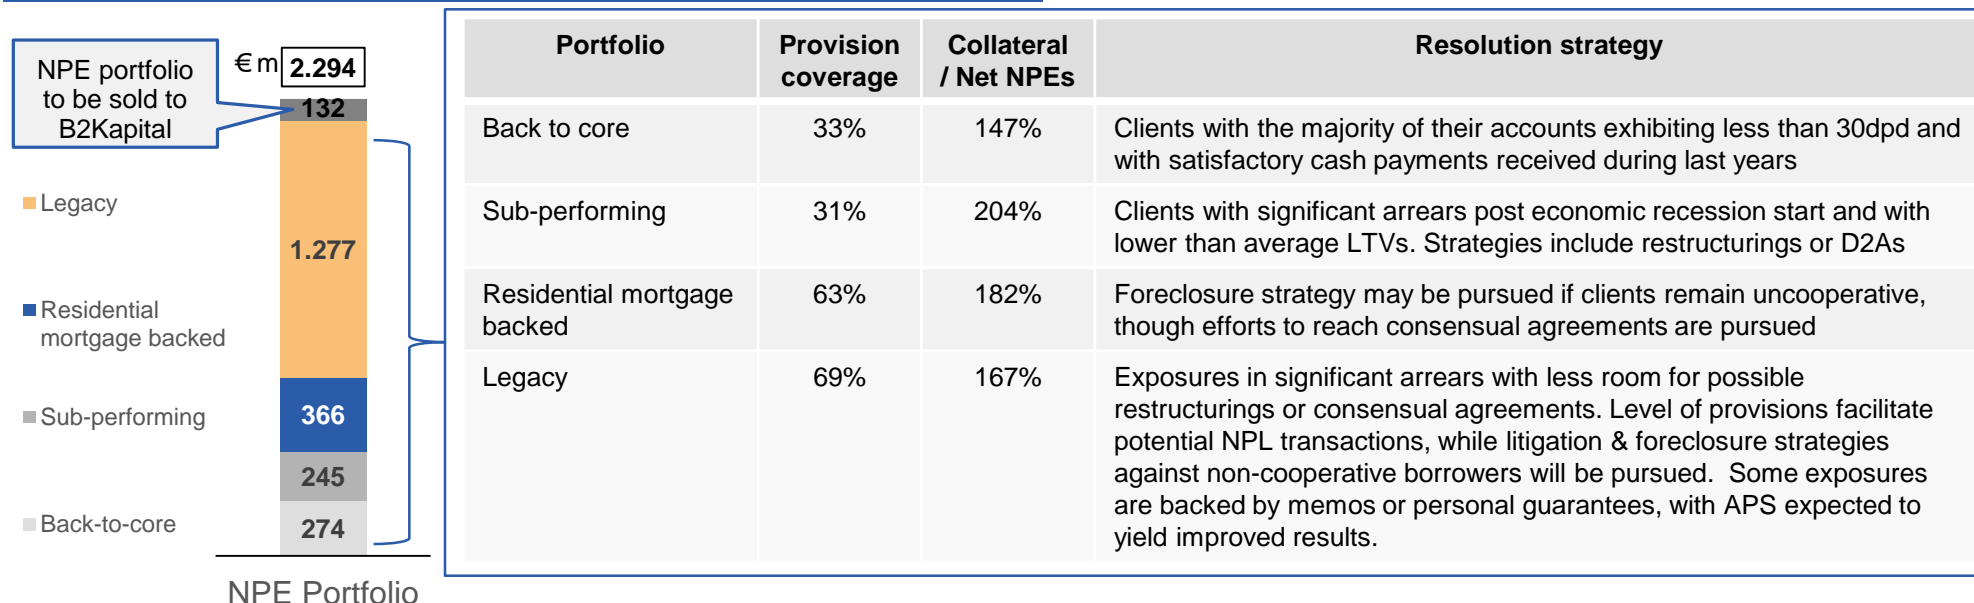 NPE portfolio
to be sold to
B2Kapital
€m
2.294
132
1.277
366
245
274
Legacy
Residential
mortgage backed
Sub-performing
Back-to-core
NPE Portfolio
Portfolio
Provision
coverage
Collateral
/ Net NPEs
Resolution strategy
Back to core
33%
147%
Clients with the majority of their accounts exhibiting less than 30dpd and
with satisfactory cash payments received during last years
Sub-performing
31%
204%
Clients with significant arrears post economic recession start and with
lower than average LTVs. Strategies include restructurings or D2As
Residential mortgage
backed
63%
182%
Foreclosure strategy may be pursued if clients remain uncooperative,
though efforts to reach consensual agreements are pursued
Legacy
69%
167%
Exposures in significant arrears with less room for possible
restructurings or consensual agreements. Level of provisions facilitate
potential NPL transactions, while litigation & foreclosure strategies
against non-cooperative borrowers will be pursued.  Some exposures
are backed by memos or personal guarantees, with APS expected to
yield improved results.